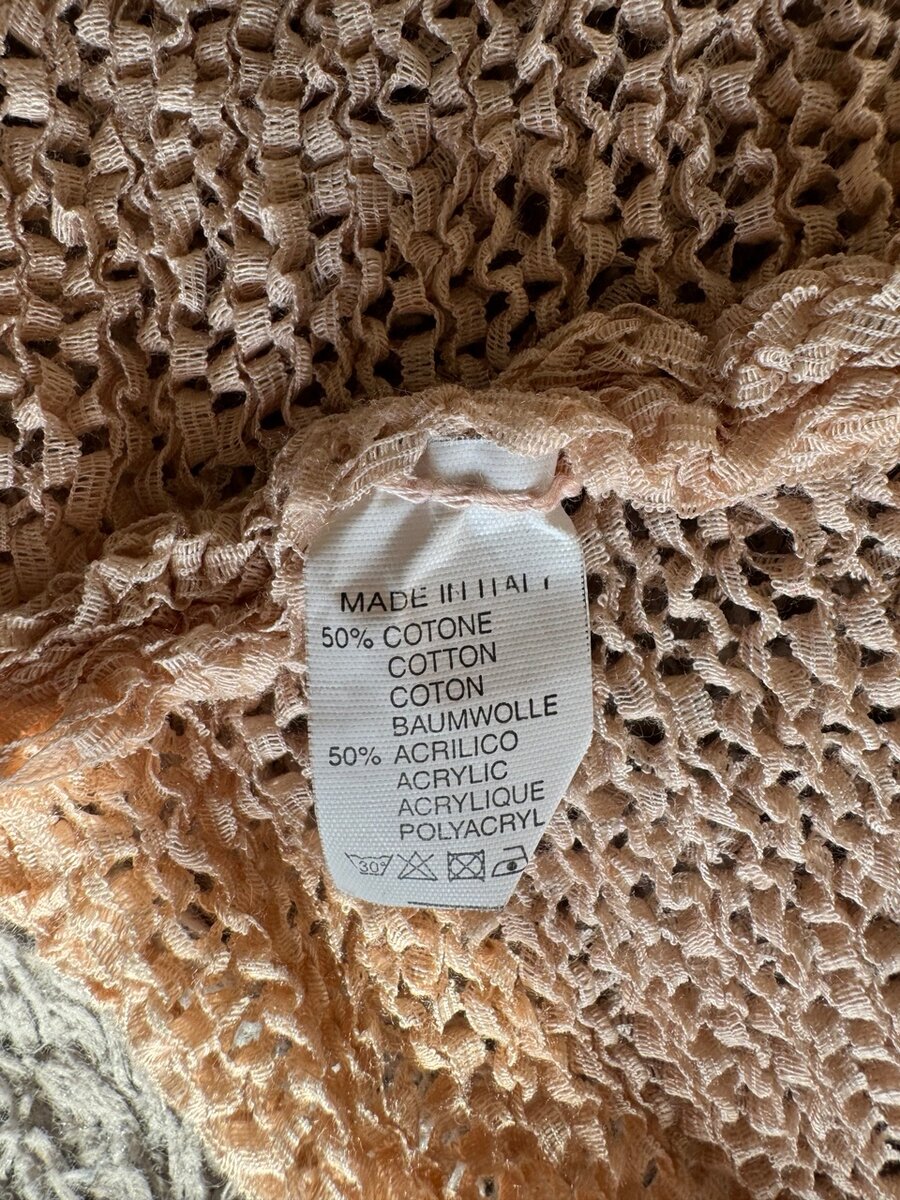 MADE IN ITALY
50% COTONE
COTTON
COTON
BAUMWOLLE
50% ACRILICO
ACRYLIC
ACRYLIQUE
POLYACRYL
30°